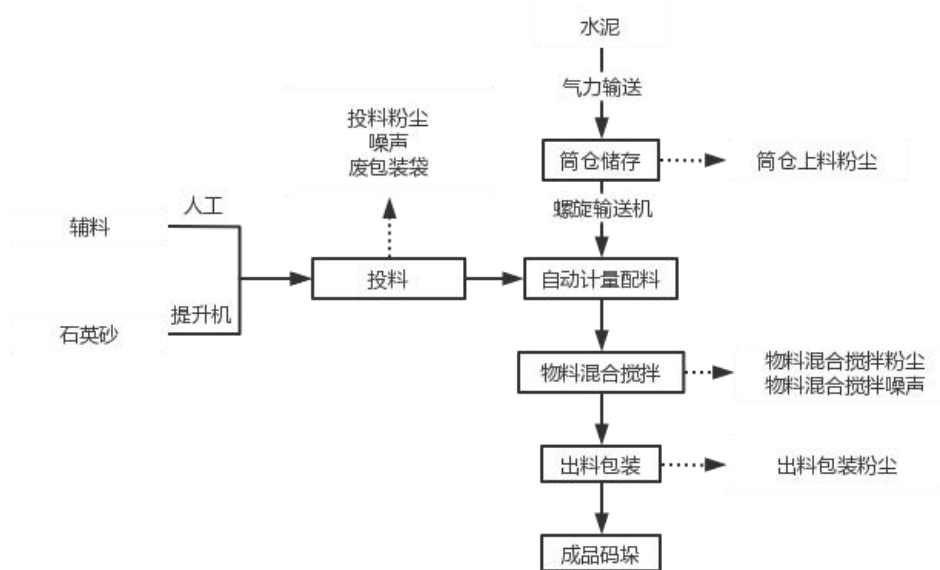 水泥
气力输送
投料粉尘
噪声
废包装袋
筒仓储存
筒仓上料粉尘
人工
螺旋输送机
辅料
投料
自动计量配料
提升机
石英砂
物料混合搅拌
物料混合搅拌粉尘
物料混合搅拌噪声
出料包装
出料包装粉尘
成品码垛